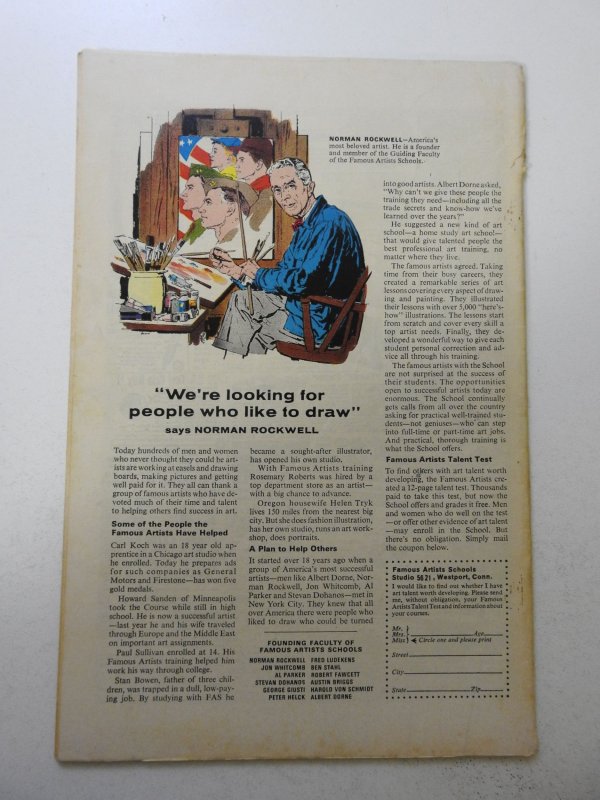 NORMAN ROCKWELL—America's
most beloved artist. He is a founder
and member of the Guiding Faculty
of the Famous Artists Schools.
"We're looking for
people who like to draw"
says NORMAN ROCKWELL
Today hundreds of men and women
who never thought they could be art-
ists are working at easels and drawing
boards, making pictures and getting
well paid for it. They all can thank a
group of famous artists who have de-
voted much of their time and talent
to helping others find success in art.
Some of the People the
Famous Artists Have Helped
Carl Koch was an 18 year old ap-
prentice in a Chicago art studio when
he enrolled. Today he prepares ads
for such companies as General
Motors and Firestone—has won five
gold medals.
Howard Sanden of Minneapolis
took the Course while still in high
school. He is now a successful artist
—last year he and his wife traveled
through Europe and the Middle East
on important art assignments.
Paul Sullivan enrolled at 14. His
Famous Artists training helped him
work his way through college.
Stan Bowen, father of three chil-
dren, was trapped in a dull, low-pay-
ing job. By studying with FAS he
became a sought-after illustrator,
has opened his own studio.
With Famous Artists training
Rosemary Roberts was hired by a
top department store as an artist—
with a big chance to advance.
Oregon housewife Helen Tryk
lives 150 miles from the nearest big
city. But she does fashion illustration,
has her own studio, runs an art work-
shop, does portraits.
A Plan to Help Others
It started over 18 years ago when a
group of America's most successful
artists—men like Albert Dorne, Nor-
man Rockwell, Jon Whitcomb, Al
Parker and Stevan Dohanos—met in
New York City. They knew that all
over America there were people who
liked to draw who could be turned
FOUNDING FACULTY OF
FAMOUS ARTISTS SCHOOLS
NORMAN ROCKWELL FRED LUDEKENS
JON WHITCOMB BEN STAHL
AL PARKER ROBERT FAWCETT
STEVAN DOHANOS AUSTIN BRIGGS
GEORGE GIUSTI HAROLD VON SCHMIDT
PETER HELCK ALBERT DORNE
into good artists. Albert Dorne asked,
"Why can't we give these people the
training they need—including all the
trade secrets and know-how we've
learned over the years?"
He suggested a new kind of art
school—a home study art school—
that would give talented people the
best professional art training, no
matter where they live.
The famous artists agreed. Taking
time from their busy careers, they
created a remarkable series of art
lessons covering every aspect of draw-
ing and painting. They illustrated
their lessons with over 5,000 "here's-
how" illustrations. The lessons start
from scratch and cover every skill a
top artist needs. Finally, they de-
veloped a wonderful way to give each
student personal correction and ad-
vice all through his training.
The famous artists with the School
are not surprised at the success of
their students. The opportunities
open to successful artists today are
enormous. The School continually
gets calls from all over the country
asking for practical well-trained stu-
dents—not geniuses—who can step
into full-time or part-time art jobs.
And practical, thorough training is
what the School offers.
Famous Artists Talent Test
To find others with art talent worth
developing, the Famous Artists cre-
ated a 12-page talent test. Thousands
paid to take this test, but now the
School offers and grades it free. Men
and women who do well on the test
—or offer other evidence of art talent
—may enroll in the School. But
there's no obligation. Simply mail
the coupon below.
Famous Artists Schools
Studio 5821, Westport, Conn.
I would like to find out whether I have
art talent worth developing. Please send
me, without obligation, your Famous
Artists Talent Test and information about
your courses.
Mr.
Mrs. Age
Miss Circle one and please print
Street
City
State Zip